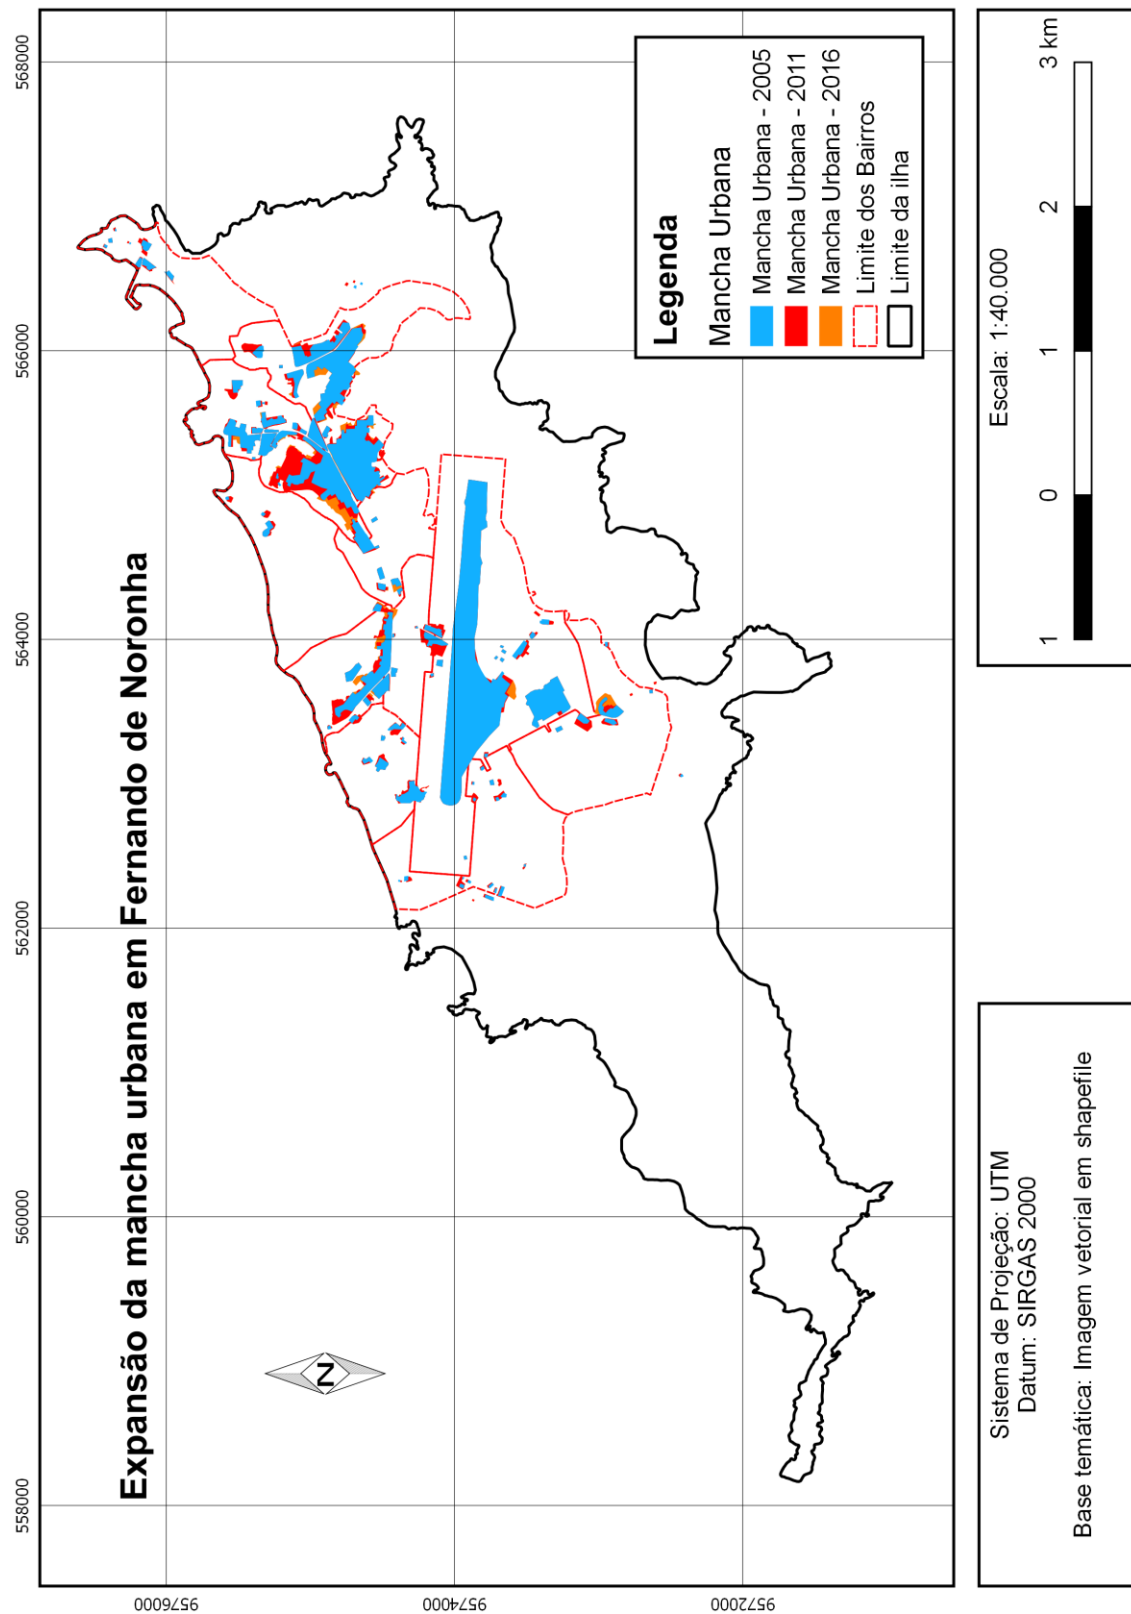 Expansão da mancha urbana em Fernando de Noronha
558000
560000
562000
564000
566000
568000
9576000
9574000
9572000
N
Legenda
Mancha Urbana
Mancha Urbana - 2005
Mancha Urbana - 2011
Mancha Urbana - 2016
Limite dos Bairros
Limite da ilha
Sistema de Projeção: UTM
Datum: SIRGAS 2000
Base temática: Imagem vetorial em shapefile
Escala: 1:40.000
1 0 1 2 3 km